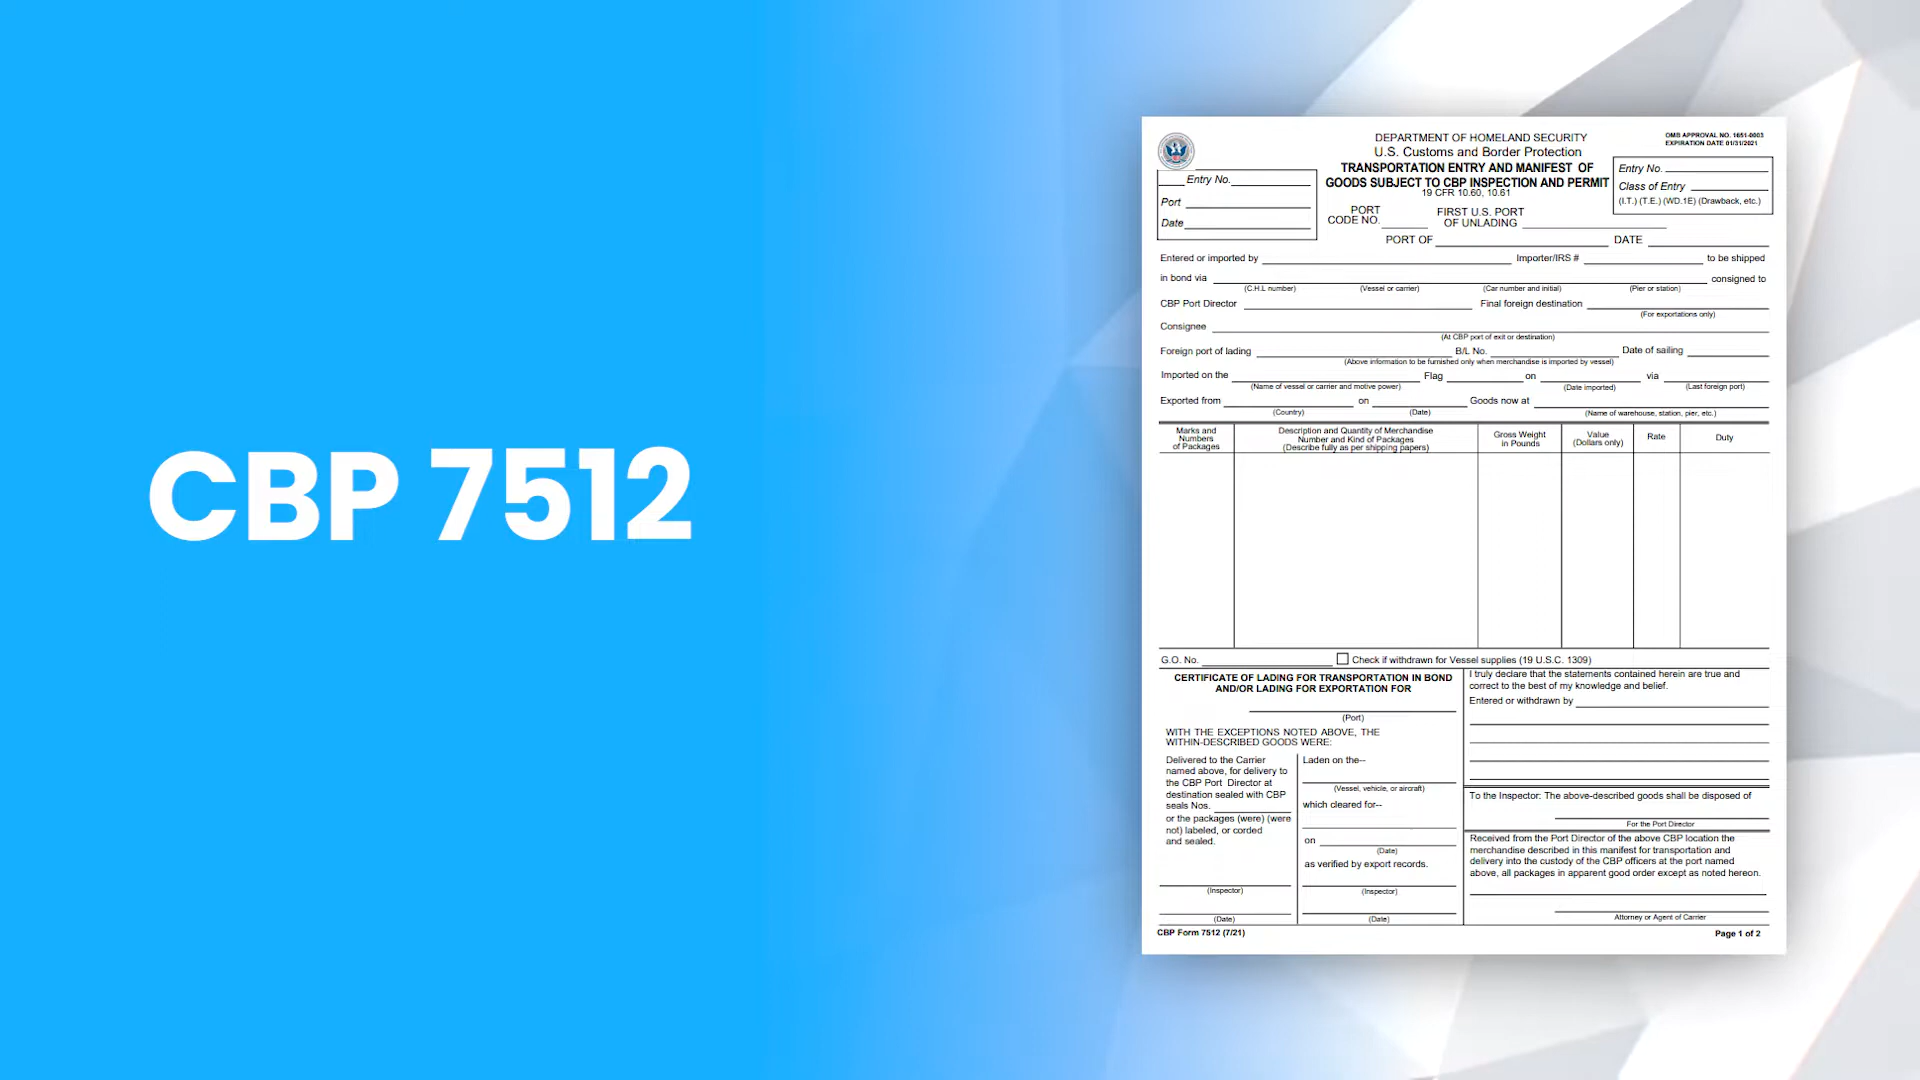 CBP 7512
DEPARTMENT OF HOMELAND SECURITY
U.S. Customs and Border Protection
TRANSPORTATION ENTRY AND MANIFEST OF
GOODS SUBJECT TO CBP INSPECTION AND PERMIT
19 CFR 10.60, 10.61
OMB APPROVAL NO. 1651-0003
EXPIRATION DATE 01/31/2021
Entry No.
Port
Date
Entry No.
Class of Entry
(I.T.) (T.E.) (WD.1E) (Drawback, etc.)
PORT
CODE NO.
FIRST U.S. PORT
OF UNLADING
PORT OF DATE
Entered or imported by Importer/IRS # to be shipped
in bond via consigned to
(C.H.L number) (Vessel or carrier) (Car number and initial) (Pier or station)
CBP Port Director Final foreign destination
(For exportations only)
Consignee
(At CBP port of exit or destination)
Foreign port of lading B/L No. Date of sailing
(Above information to be furnished only when merchandise is imported by vessel)
Imported on the Flag on via
(Name of vessel or carrier and motive power) (Date imported) (Last foreign port)
Exported from on Goods now at
(Country) (Date) (Name of warehouse, station, pier, etc.)
Marks and
Numbers
of Packages
Description and Quantity of Merchandise
Number and Kind of Packages
(Describe fully as per shipping papers)
Gross Weight
in Pounds
Value
(Dollars only)
Rate
Duty
G.O. No. Check if withdrawn for Vessel supplies (19 U.S.C. 1309)
CERTIFICATE OF LADING FOR TRANSPORTATION IN BOND
AND/OR LADING FOR EXPORTATION FOR
(Port)
WITH THE EXCEPTIONS NOTED ABOVE, THE
WITHIN-DESCRIBED GOODS WERE:
Delivered to the Carrier
named above, for delivery to
the CBP Port Director at
destination sealed with CBP
seals Nos.
or the packages (were) (were
not) labeled, or corded
and sealed.
(Inspector)
(Date)
Laden on the--
(Vessel, vehicle, or aircraft)
which cleared for--
on
(Date)
as verified by export records.
(Inspector)
(Date)
I truly declare that the statements contained herein are true and
correct to the best of my knowledge and belief.
Entered or withdrawn by
To the Inspector: The above-described goods shall be disposed of
For the Port Director
Received from the Port Director of the above CBP location the
merchandise described in this manifest for transportation and
delivery into the custody of the CBP officers at the port named
above, all packages in apparent good order except as noted hereon.
Attorney or Agent of Carrier
CBP Form 7512 (7/21) Page 1 of 2